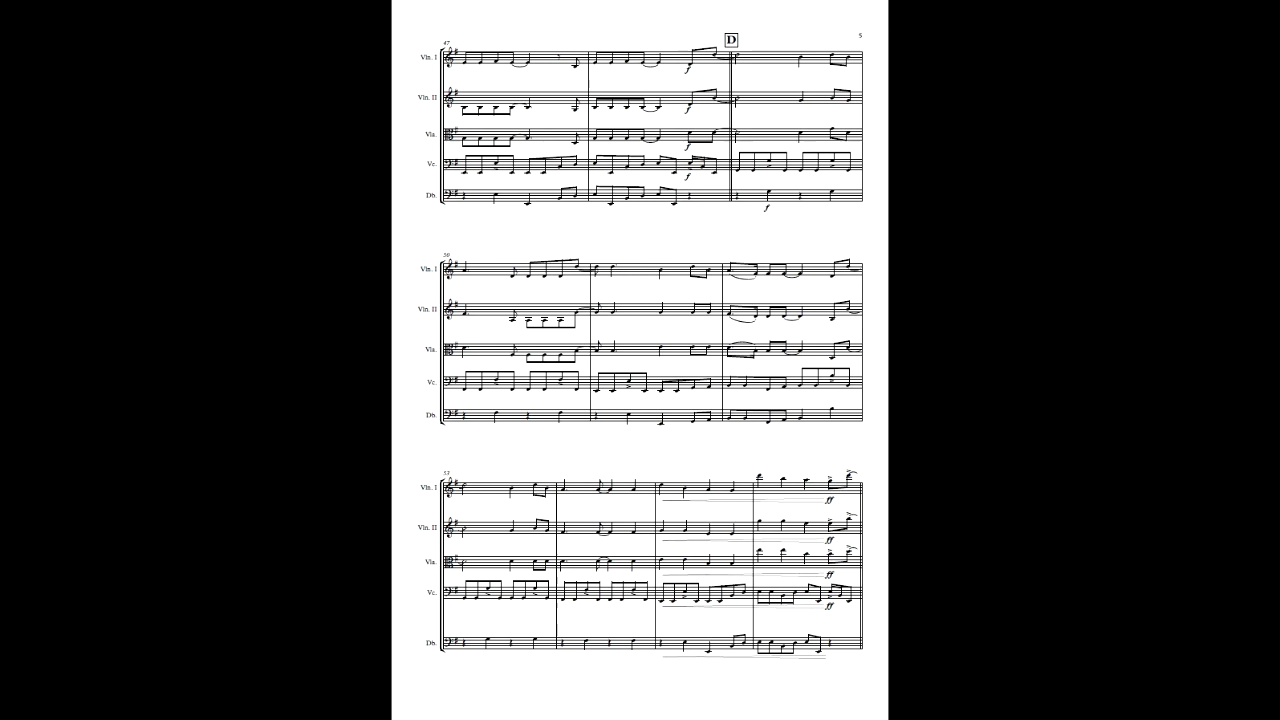 D
5
47
Vln. I
f
Vln. II
f
Vla.
f
Vc.
f
Db.
f
50
Vln. I
Vln. II
Vla.
Vc.
Db.
53
Vln. I
ff
Vln. II
ff
Vla.
ff
Vc.
ff
Db.